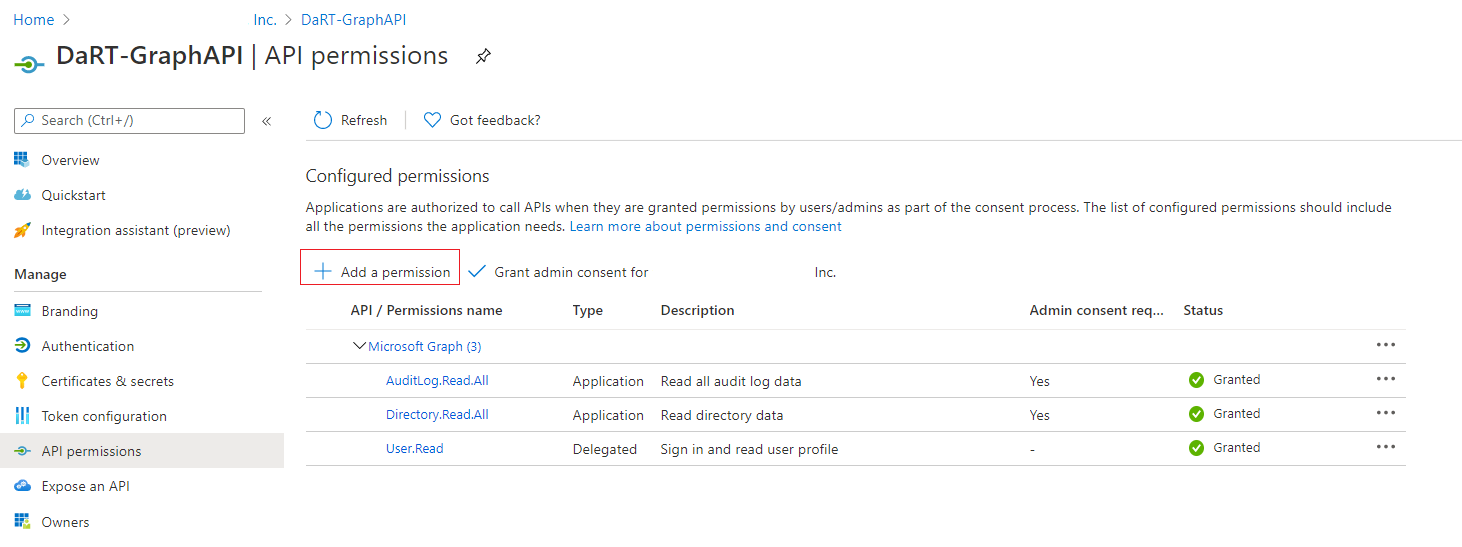 Home > Inc. > DaRT-GraphAPI
DaRT-GraphAPI | API permissions
Search (Ctrl+/) «
Refresh | Got feedback?
Overview
Quickstart
Integration assistant (preview)
Manage
Branding
Authentication
Certificates & secrets
Token configuration
API permissions
Expose an API
Owners
Configured permissions
Applications are authorized to call APIs when they are granted permissions by users/admins as part of the consent process. The list of configured permissions should include
all the permissions the application needs. Learn more about permissions and consent
Add a permission Grant admin consent for Inc.
API / Permissions name Type Description Admin consent req... Status
Microsoft Graph (3) •••
AuditLog.Read.All Application Read all audit log data Yes Granted •••
Directory.Read.All Application Read directory data Yes Granted •••
User.Read Delegated Sign in and read user profile - Granted •••